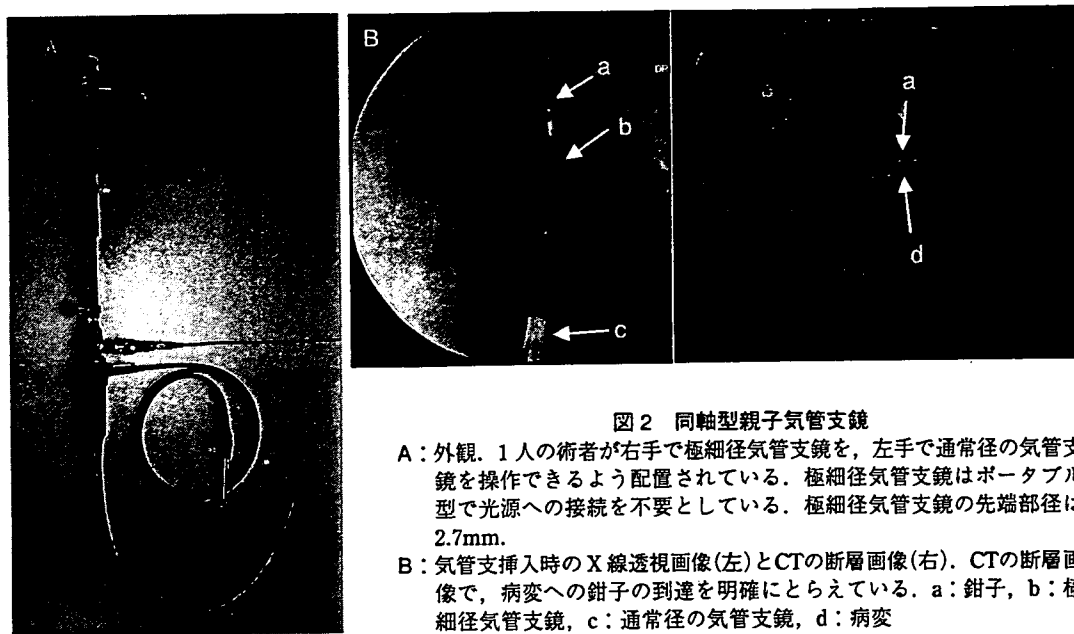 A
B
a
DP
b
c
a
d
図2 同軸型親子気管支鏡
A：外観．1人の術者が右手で極細径気管支鏡を，左手で通常径の気管支
鏡を操作できるよう配置されている．極細径気管支鏡はポータブル
型で光源への接続を不要としている．極細径気管支鏡の先端部径は
2.7mm.
B：気管支挿入時のX線透視画像(左)とCTの断層画像(右)．CTの断層画
像で，病変への鉗子の到達を明確にとらえている．a：鉗子，b：極
細径気管支鏡，c：通常径の気管支鏡，d：病変